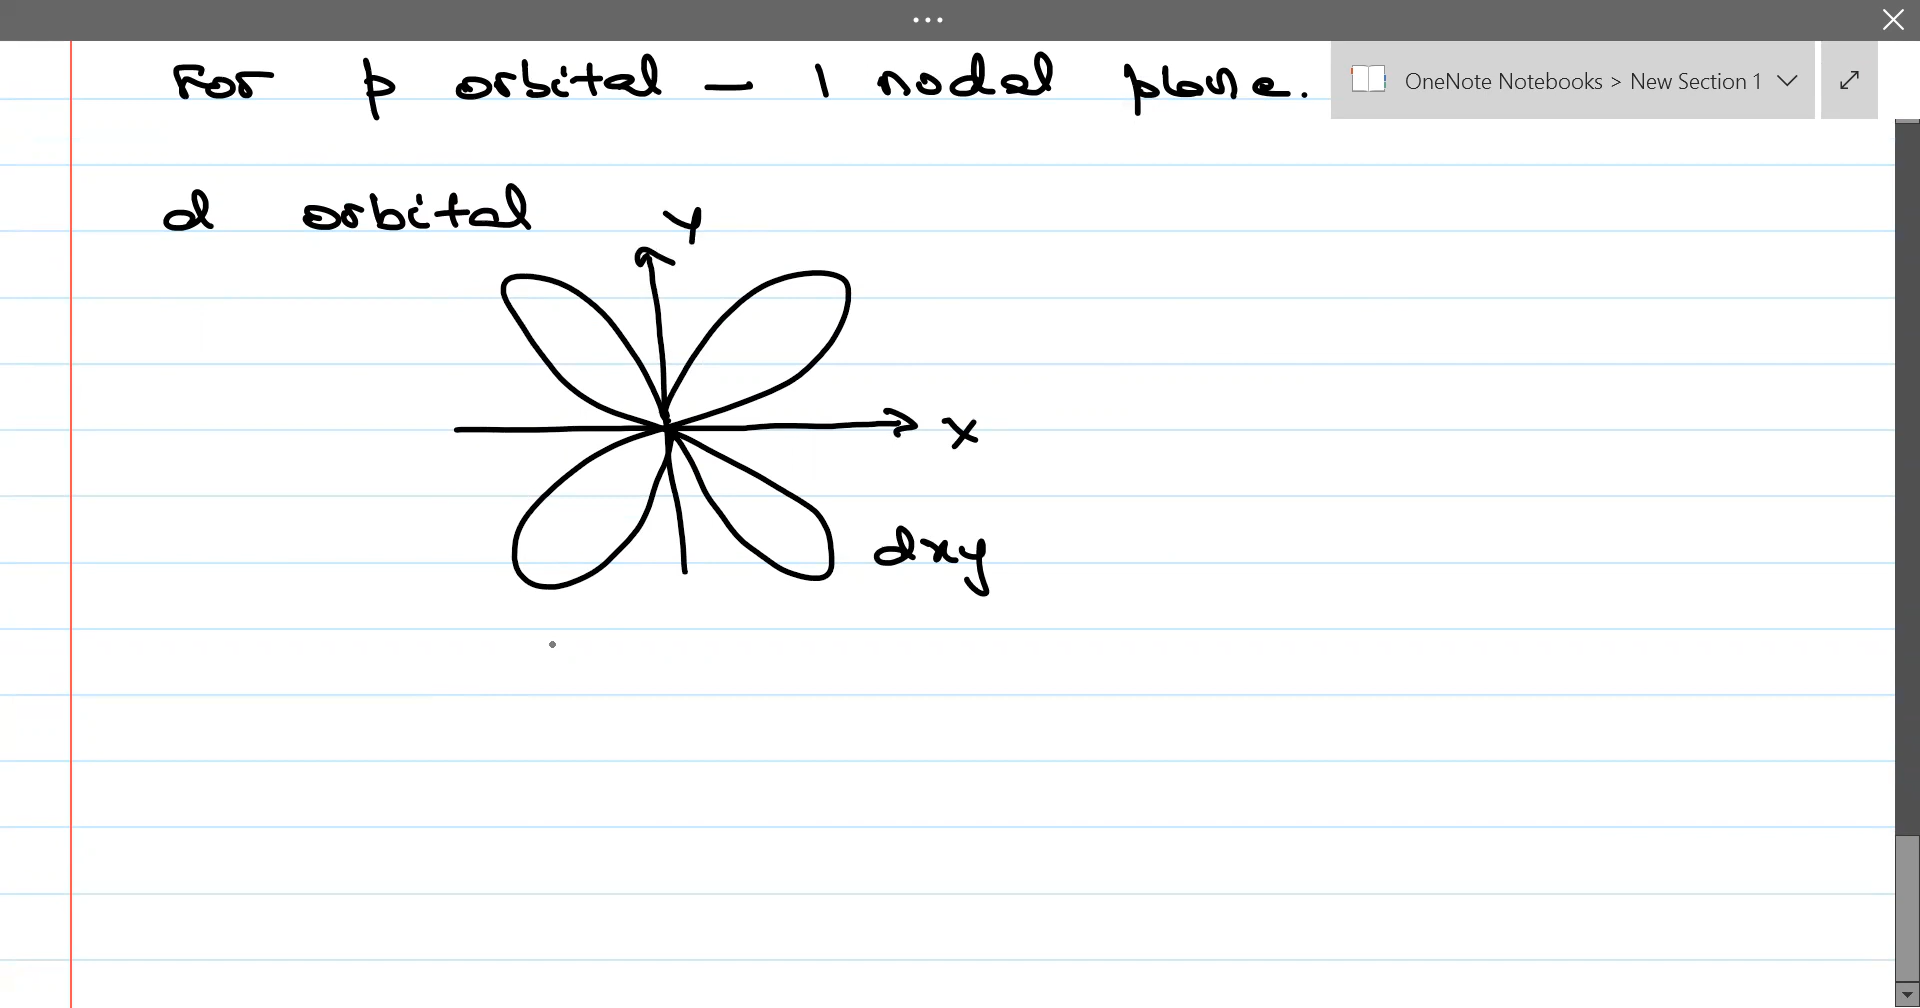 For p orbital - 1 nodal plane.
OneNote Notebooks > New Section 1
d orbital
y
x
dxy